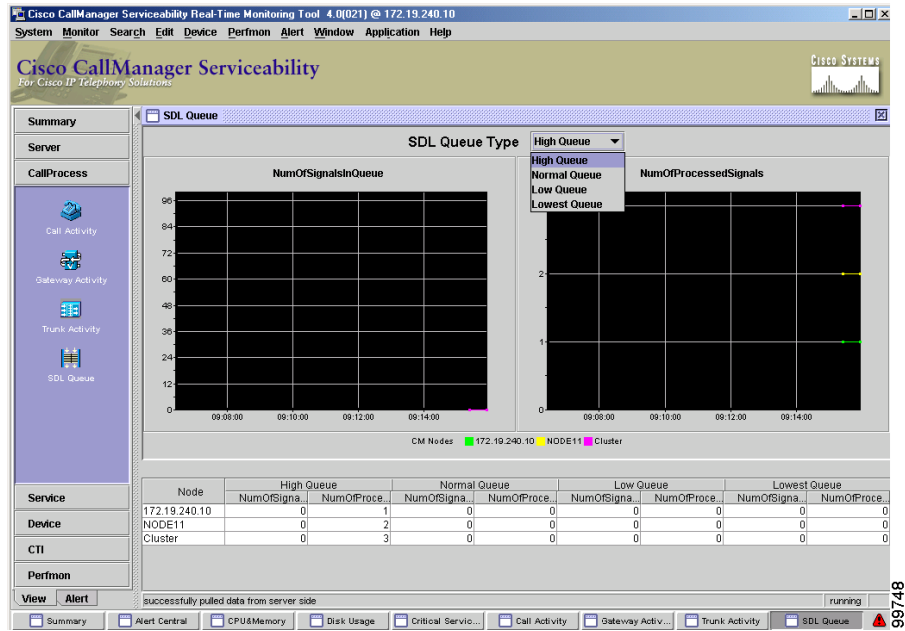 Cisco CallManager Serviceability Real-Time Monitoring Tool 4.0(021) @ 172.19.240.10
System Monitor Search Edit Device Perfmon Alert Window Application Help
Cisco CallManager Serviceability
For Cisco IP Telephony Solutions
CISCO SYSTEMS
Summary
Server
CallProcess
Call Activity
Gateway Activity
Trunk Activity
SDL Queue
Service
Device
CTI
Perfmon
View Alert
SDL Queue
SDL Queue Type High Queue
High Queue
Normal Queue
Low Queue
Lowest Queue
NumOfSignalsInQueue
96
84
72
60
48
36
24
12
0
09:08:00 09:10:00 09:12:00 09:14:00
NumOfProcessedSignals
2
1
0
09:08:00 09:10:00 09:12:00 09:14:00
CM Nodes 172.19.240.10 NODE11 Cluster
Node High Queue Normal Queue Low Queue Lowest Queue
NumOfSigna... NumOfProce... NumOfSigna... NumOfProce... NumOfSigna... NumOfProce... NumOfSigna... NumOfProce...
172.19.240.10 0 1 0 0 0 0 0 0
NODE11 0 2 0 0 0 0 0 0
Cluster 0 3 0 0 0 0 0 0
successfully pulled data from server side running
Summary Alert Central CPU&Memory Disk Usage Critical Servic... Call Activity Gateway Activ... Trunk Activity SDL Queue
99748